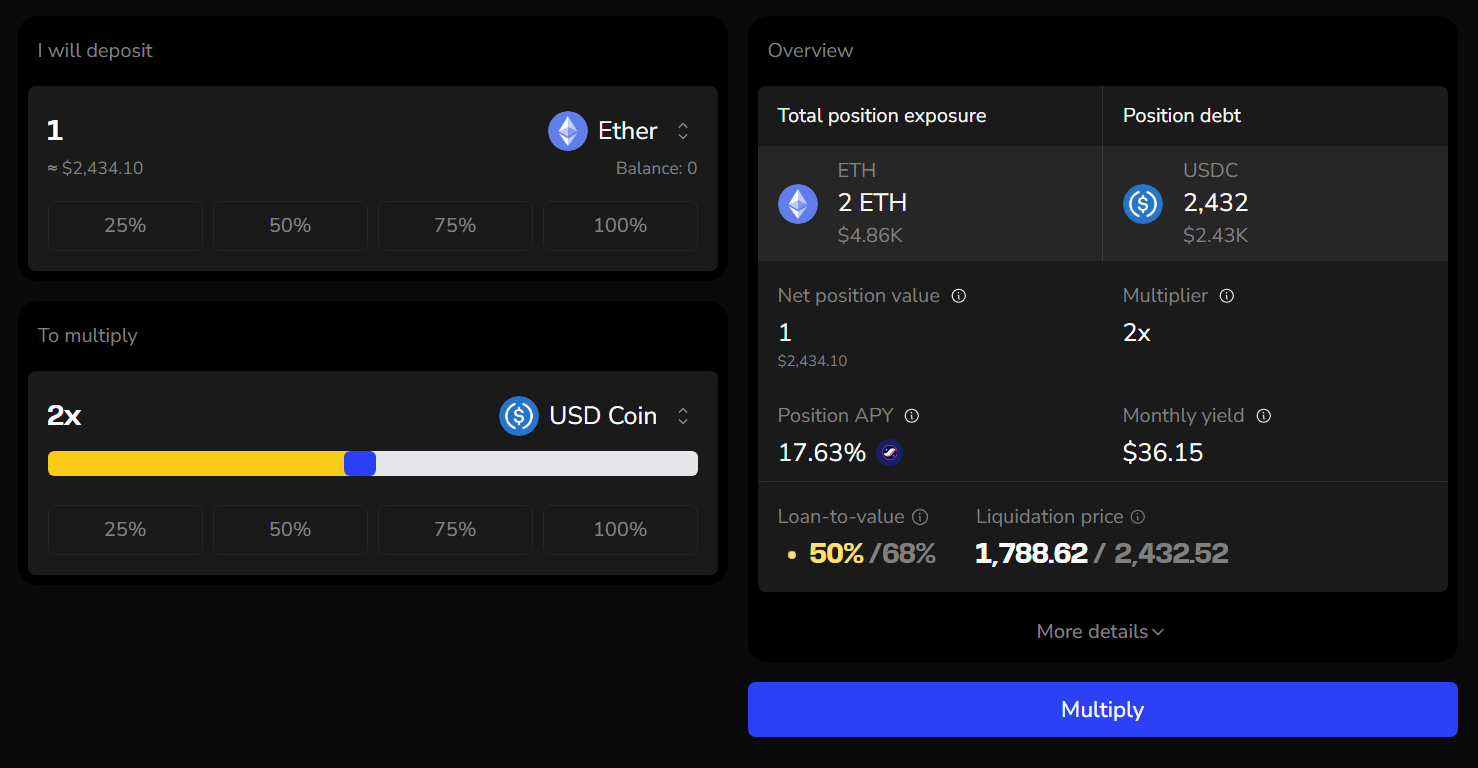 I will deposit
1
Ether
≈ $2,434.10
Balance: 0
25%
50%
75%
100%
To multiply
2x
USD Coin
25%
50%
75%
100%
Overview
Total position exposure
Position debt
ETH
2 ETH
$4.86K
USDC
2,432
$2.43K
Net position value
Multiplier
1
2x
$2,434.10
Position APY
Monthly yield
17.63%
$36.15
Loan-to-value
Liquidation price
50% /68%
1,788.62 / 2,432.52
More details
Multiply